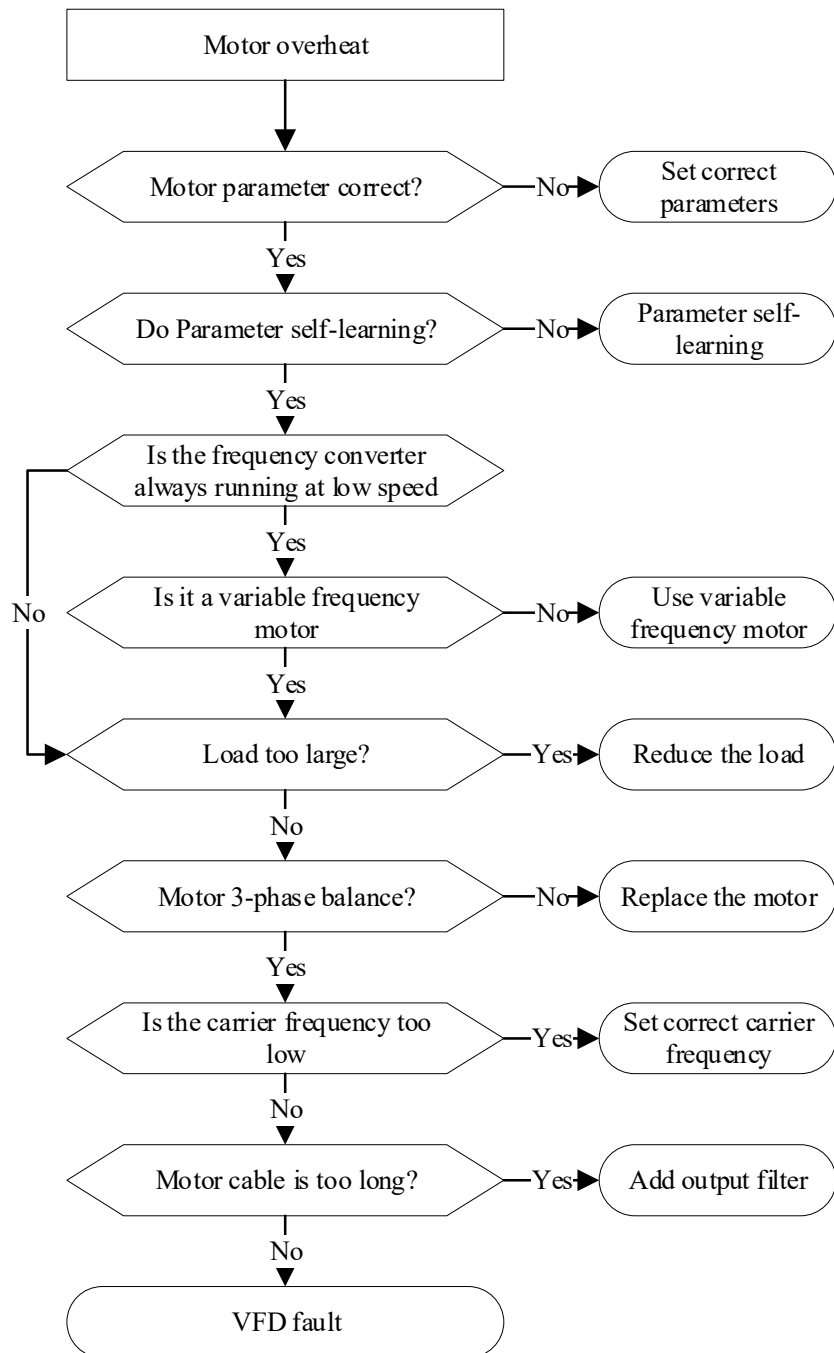 Motor overheat
Motor parameter correct?
No
Set correct
parameters
Yes
Do Parameter self-learning?
No
Parameter self-
learning
Yes
Is the frequency converter
always running at low speed
Yes
No
Is it a variable frequency
motor
No
Use variable
frequency motor
Yes
Load too large?
Yes
Reduce the load
No
Motor 3-phase balance?
No
Replace the motor
Yes
Is the carrier frequency too
low
Yes
Set correct carrier
frequency
No
Motor cable is too long?
Yes
Add output filter
No
VFD fault